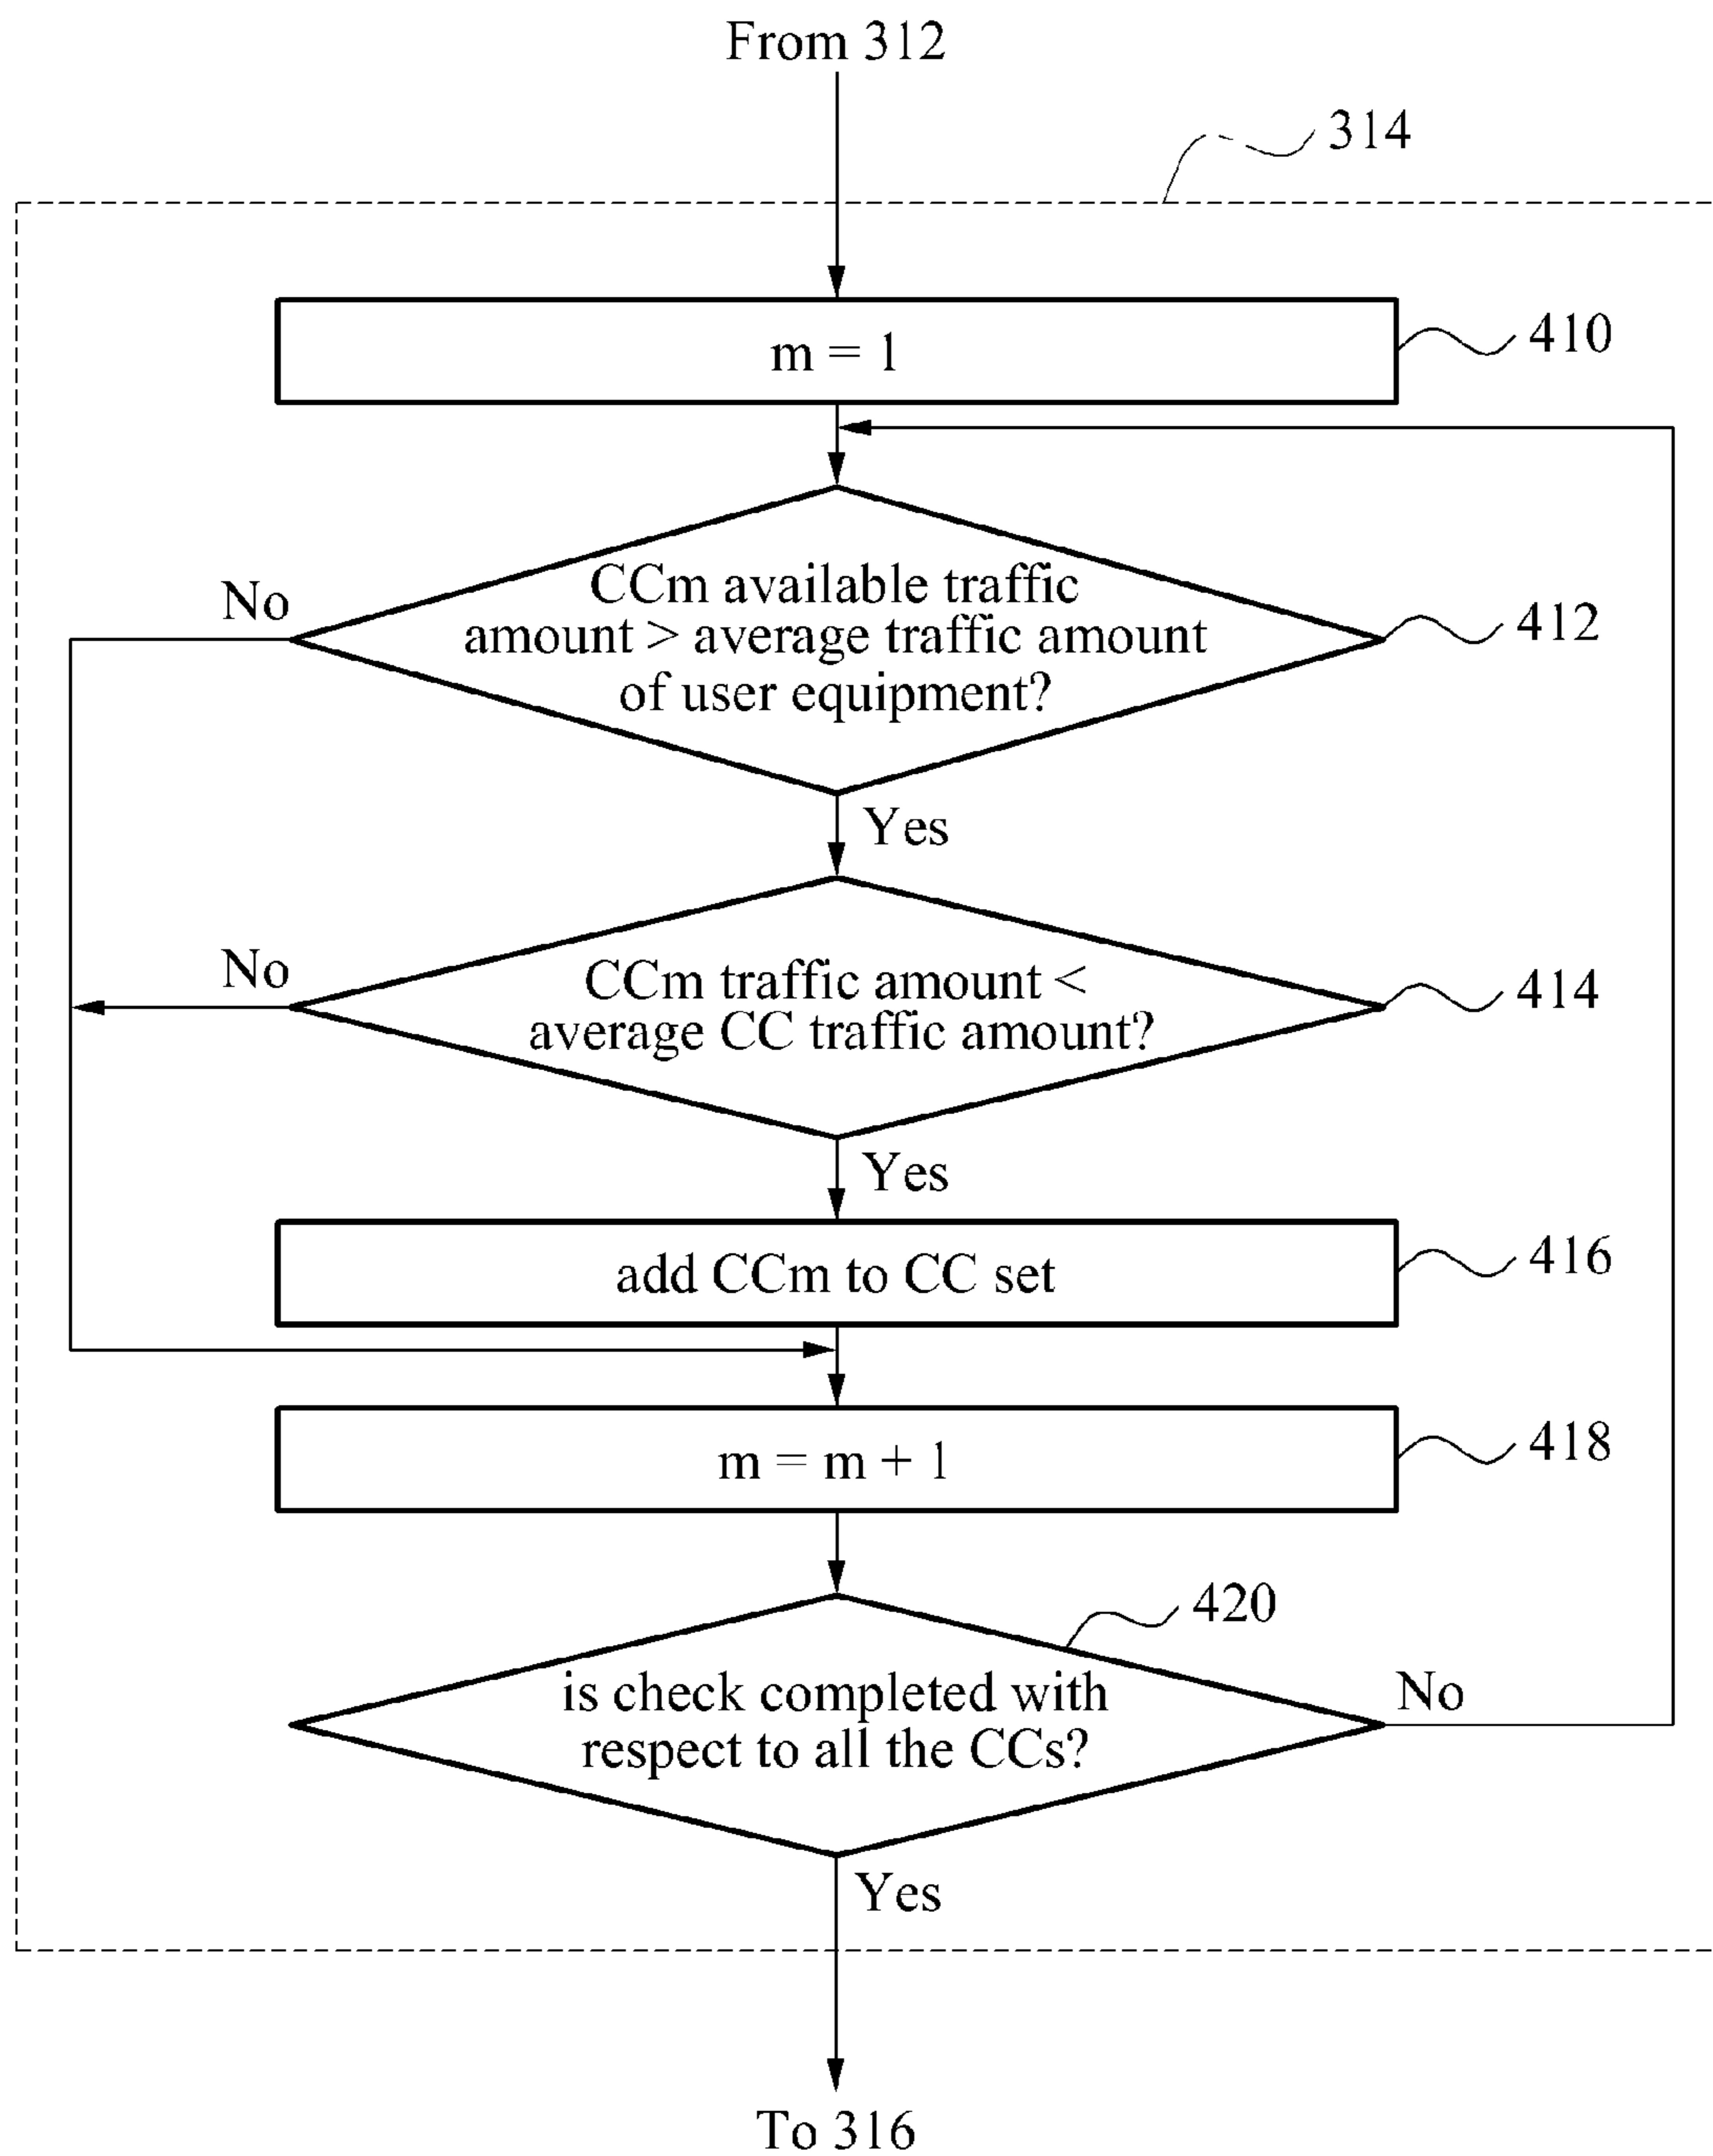 From 312
314
m = 1
410
CCm available traffic
amount > average traffic amount
of user equipment?
No
412
Yes
CCm traffic amount <
average CC traffic amount?
No
414
Yes
add CCm to CC set
416
m = m + 1
418
420
is check completed with
respect to all the CCs?
No
Yes
To 316